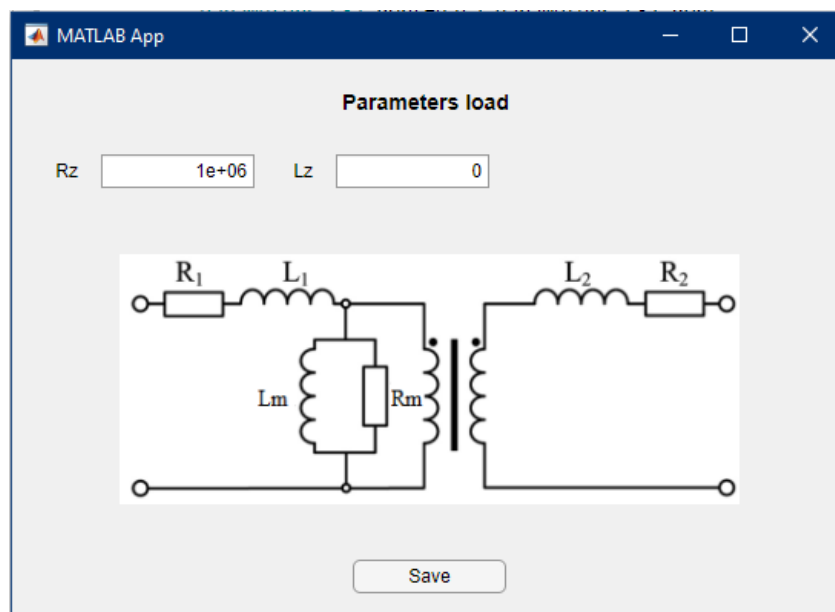 MATLAB App
Parameters load
Rz 1e+06 Lz 0
R1 L1 L2 R2
Lm Rm
Save